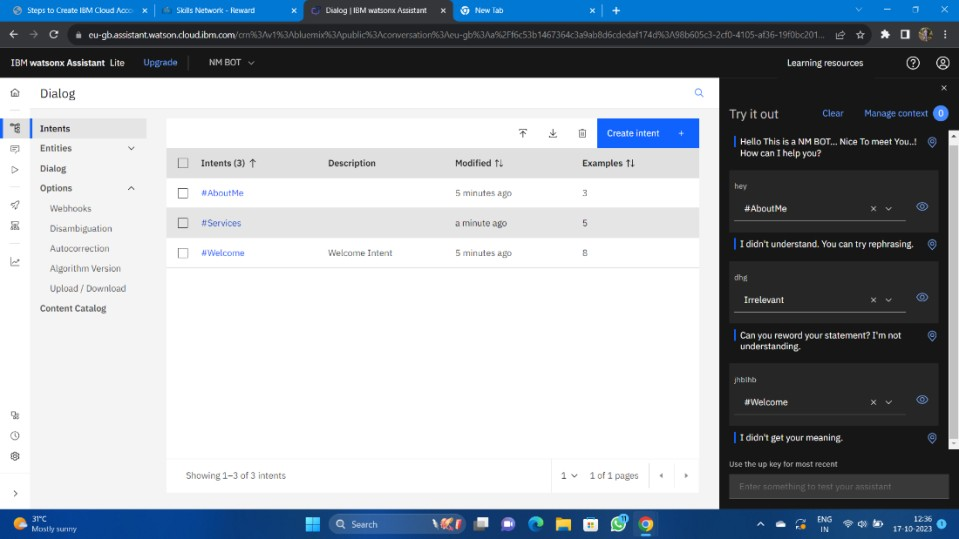 Steps to Create IBM Cloud Acco
Skills Network - Reward
Dialog | IBM watsonx Assistant
New Tab
eu-gb.assistant.watson.cloud.ibm.com/crn%3Av1%3Abluemix%3Apublic%3Aconversation%3Aeu-gb%3Aa%2Ff6c53b1467364c3a9ab8d6cdedaf174d%3A98b605c3-2cf0-4105-af36-19f0bc201...
IBM watsonx Assistant Lite
Upgrade
NM BOT
Learning resources
Dialog
Intents
Entities
Dialog
Options
Webhooks
Disambiguation
Autocorrection
Algorithm Version
Upload / Download
Content Catalog
Create intent +
Intents (3) ↑ Description Modified ↑↓ Examples ↑↓
#AboutMe 5 minutes ago 3
#Services a minute ago 5
#Welcome Welcome Intent 5 minutes ago 8
Showing 1–3 of 3 intents
1 1 of 1 pages
Try it out Clear Manage context 0
Hello This is a NM BOT... Nice To meet You..!
How can I help you?
hey
#AboutMe
I didn't understand. You can try rephrasing.
dhg
Irrelevant
Can you reword your statement? I'm not
understanding.
jhblhb
#Welcome
I didn't get your meaning.
Use the up key for most recent
Enter something to test your assistant
31°C
Mostly sunny
Search
ENG
IN
12:36
17-10-2023